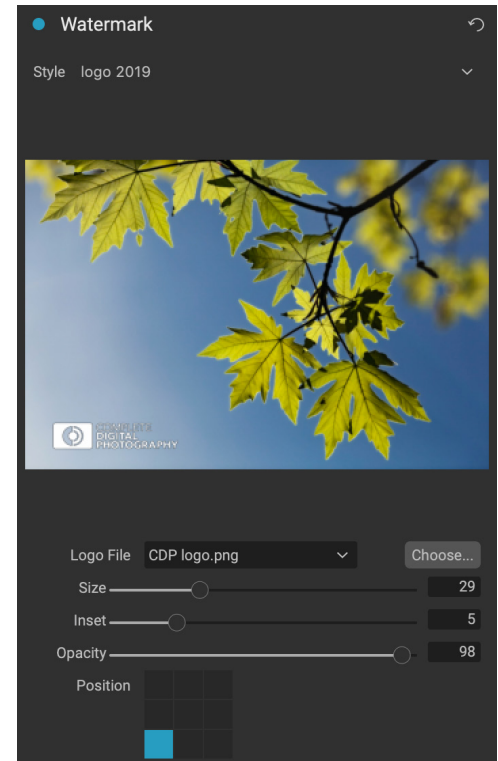 Watermark
Style logo 2019
COMPLETE
DIGITAL
PHOTOGRAPHY
Logo File CDP logo.png Choose...
Size 29
Inset 5
Opacity 98
Position